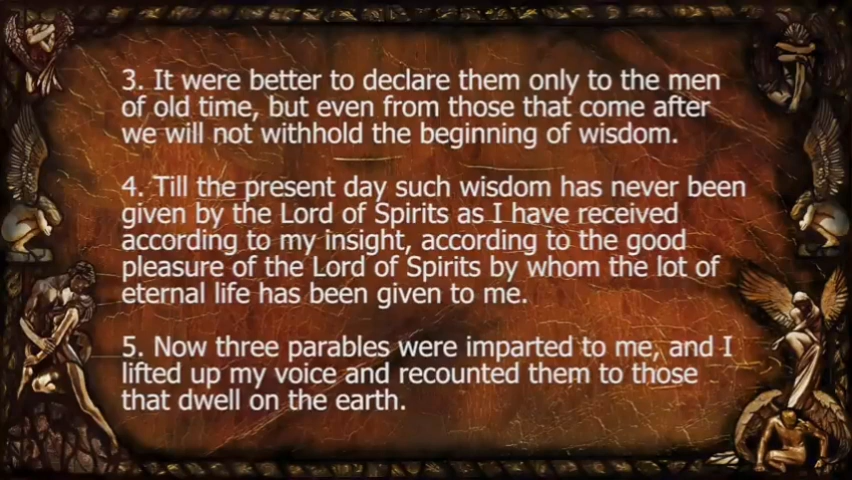 3. It were better to declare them only to the men
of old time, but even from those that come after
we will not withhold the beginning of wisdom.
4. Till the present day such wisdom has never been
given by the Lord of Spirits as I have received
according to my insight, according to the good
pleasure of the Lord of Spirits by whom the lot of
eternal life has been given to me.
5. Now three parables were imparted to me, and I
lifted up my voice and recounted them to those
that dwell on the earth.